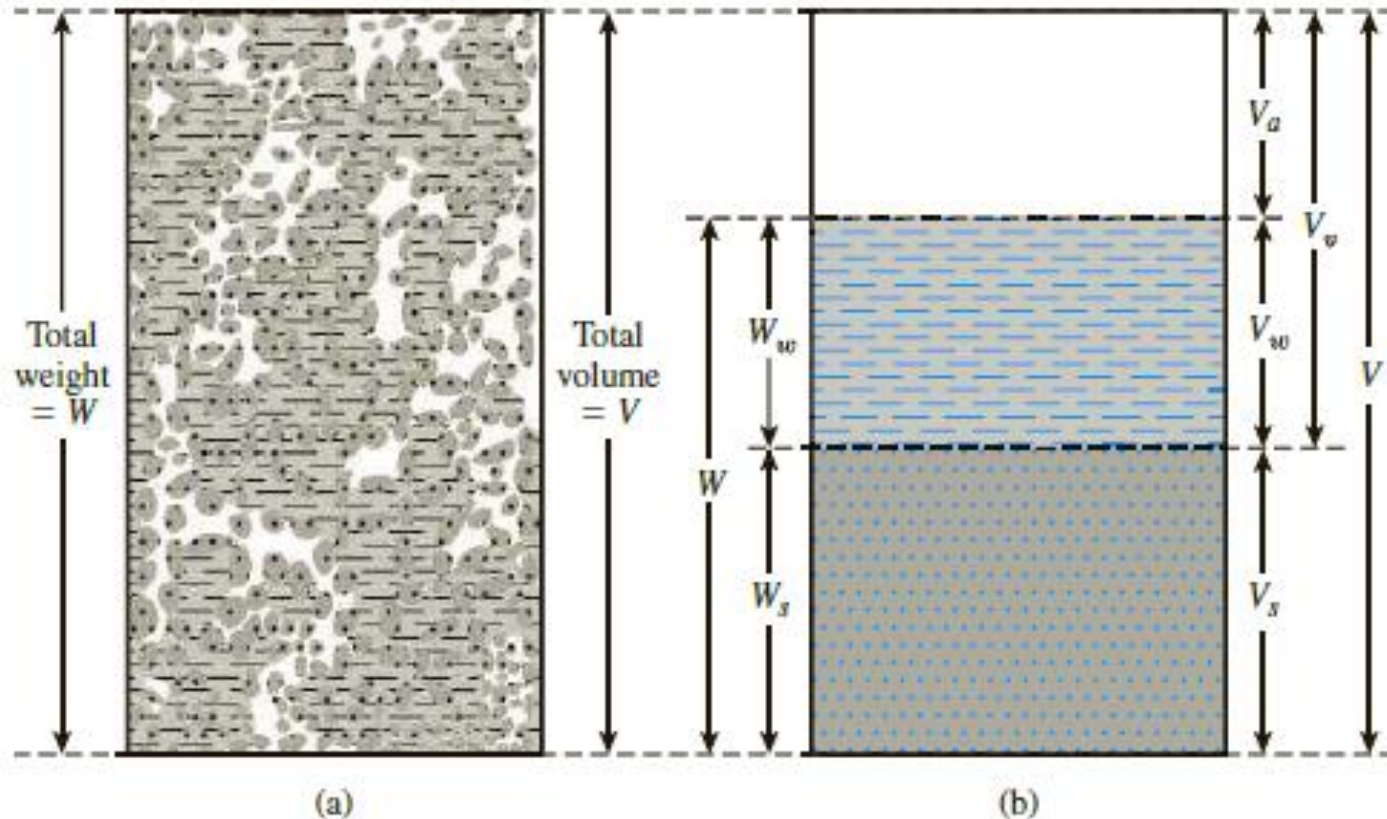 Total
weight
= W
Total
volume
= V
W
W_w
W_s
V_a
V_w
V_s
V_v
V
(a)
(b)